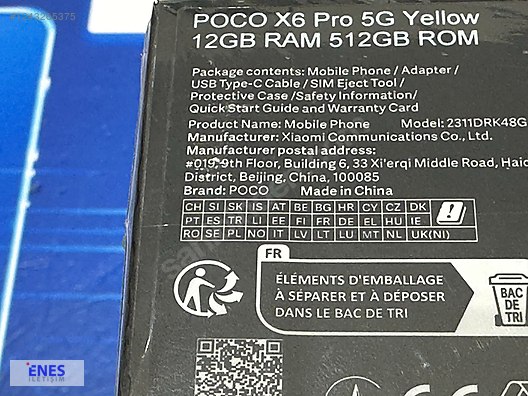 POCO X6 Pro 5G Yellow
12GB RAM 512GB ROM
Package contents: Mobile Phone / Adapter /
USB Type-C Cable / SIM Eject Tool /
Protective Case /Safety Information/
Quick Start Guide and Warranty Card
Product Name: Mobile Phone Model: 2311DRK48G
Manufacturer: Xiaomi Communications Co., Ltd.
Manufacturer postal address:
#019, 9th Floor, Building 6, 33 Xi'erqi Middle Road, Haid
District, Beijing, China, 100085
Brand: POCO Made in China
CH SI SK IS AT BE BG HR CY CZ DK
PT ES TR LI EE FI FR DE EL HU IE
RO SE PL NO IT LV LT LU MT NL UK(NI)
FR
ÉLÉMENTS D'EMBALLAGE
À SÉPARER ET À DÉPOSER
DANS LE BAC DE TRI
BAC
DE
TRI
CE
ENES
İLETİŞİM